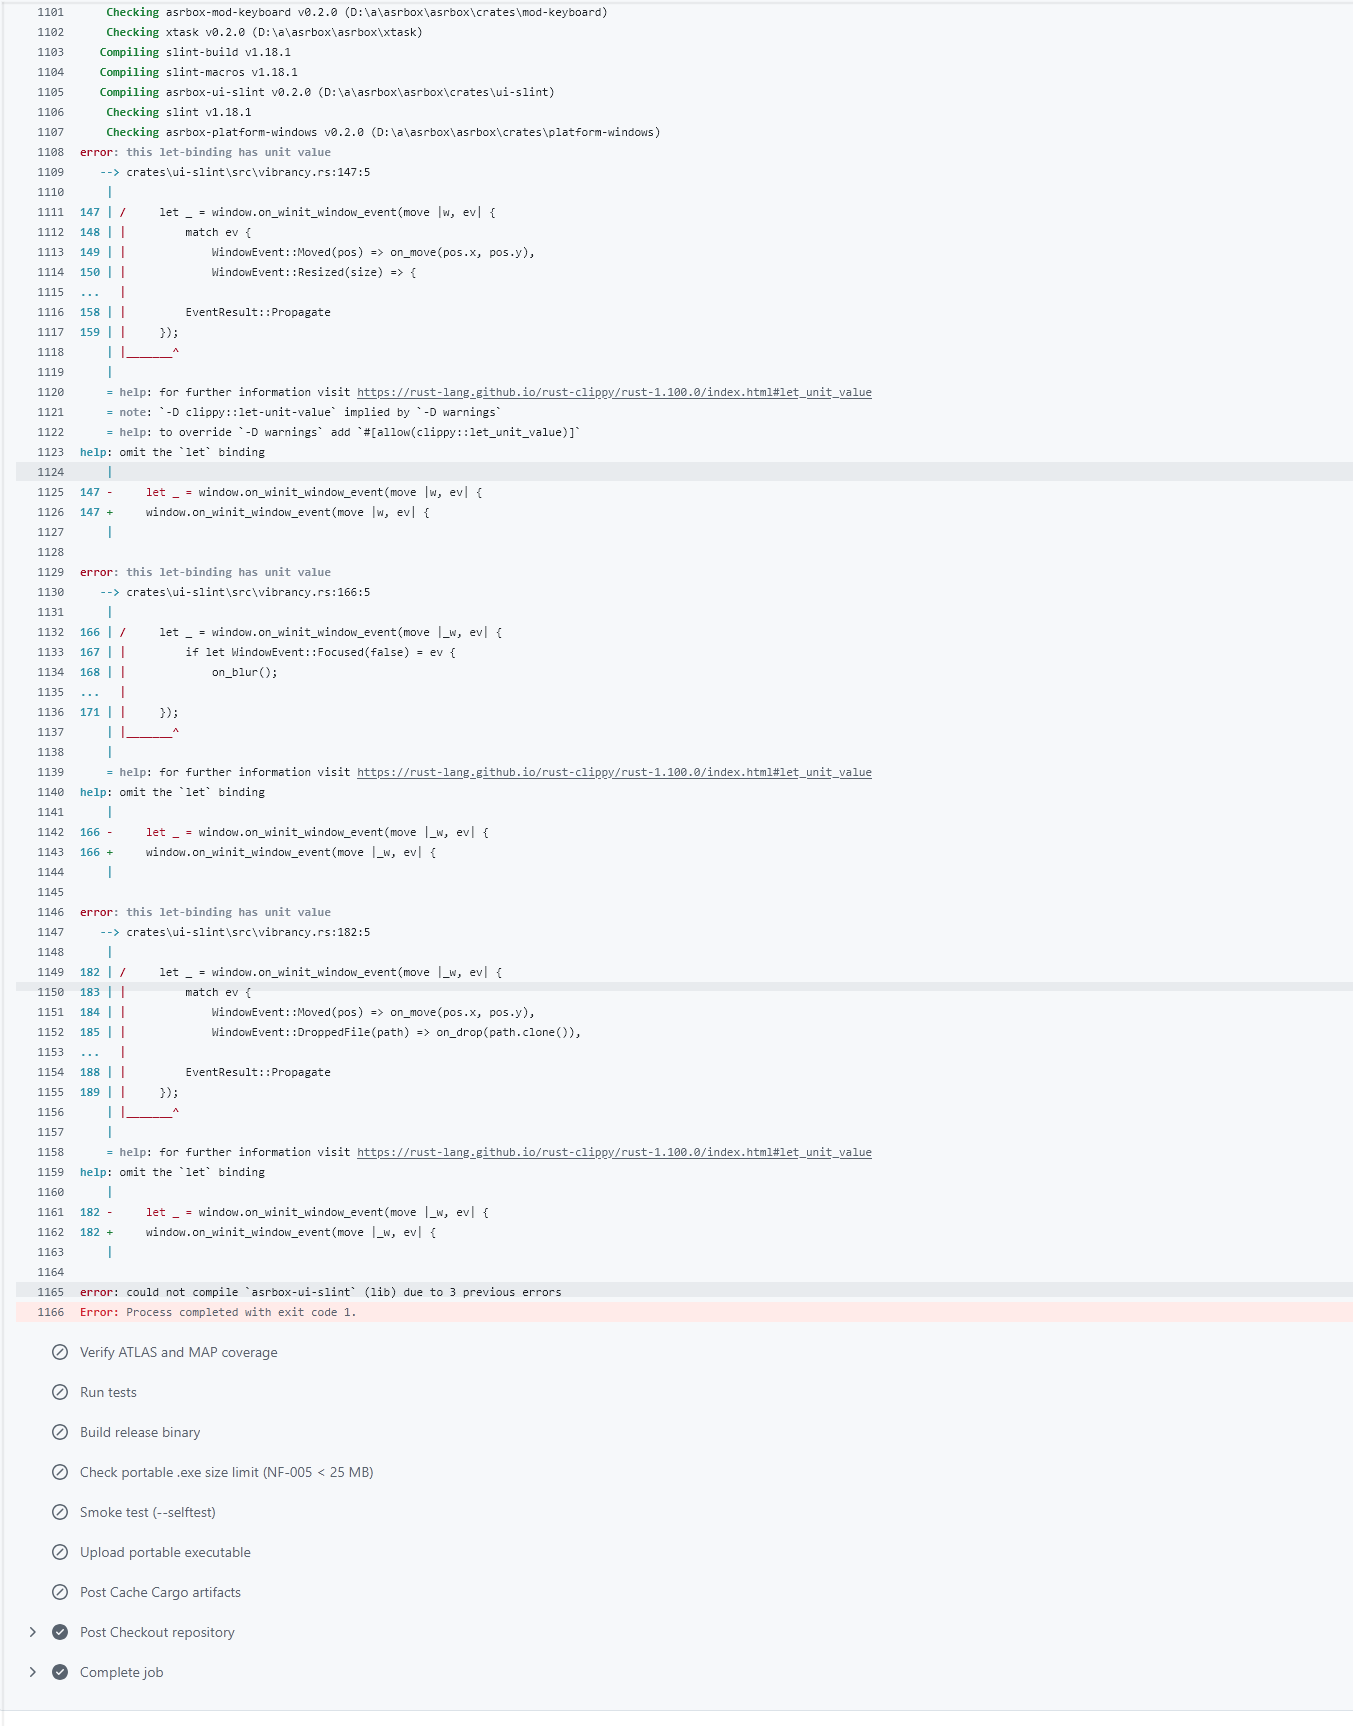 1101 Checking asrbox-mod-keyboard v0.2.0 (D:\a\asrbox\asrbox\crates\mod-keyboard)
1102 Checking xtask v0.2.0 (D:\a\asrbox\asrbox\xtask)
1103 Compiling slint-build v1.18.1
1104 Compiling slint-macros v1.18.1
1105 Compiling asrbox-ui-slint v0.2.0 (D:\a\asrbox\asrbox\crates\ui-slint)
1106 Checking slint v1.18.1
1107 Checking asrbox-platform-windows v0.2.0 (D:\a\asrbox\asrbox\crates\platform-windows)
1108 error: this let-binding has unit value
1109 --> crates\ui-slint\src\vibrancy.rs:147:5
1110 |
1111 147 | / let _ = window.on_winit_window_event(move |w, ev| {
1112 148 | | match ev {
1113 149 | | WindowEvent::Moved(pos) => on_move(pos.x, pos.y),
1114 150 | | WindowEvent::Resized(size) => {
1115 ... |
1116 158 | | EventResult::Propagate
1117 159 | | });
1118 | |_______^
1119 |
1120 = help: for further information visit https://rust-lang.github.io/rust-clippy/rust-1.100.0/index.html#let_unit_value
1121 = note: `-D clippy::let-unit-value` implied by `-D warnings`
1122 = help: to override `-D warnings` add `#[allow(clippy::let_unit_value)]`
1123 help: omit the `let` binding
1124 |
1125 147 - let _ = window.on_winit_window_event(move |w, ev| {
1126 147 + window.on_winit_window_event(move |w, ev| {
1127 |
1128
1129 error: this let-binding has unit value
1130 --> crates\ui-slint\src\vibrancy.rs:166:5
1131 |
1132 166 | / let _ = window.on_winit_window_event(move |_w, ev| {
1133 167 | | if let WindowEvent::Focused(false) = ev {
1134 168 | | on_blur();
1135 ... |
1136 171 | | });
1137 | |_______^
1138 |
1139 = help: for further information visit https://rust-lang.github.io/rust-clippy/rust-1.100.0/index.html#let_unit_value
1140 help: omit the `let` binding
1141 |
1142 166 - let _ = window.on_winit_window_event(move |_w, ev| {
1143 166 + window.on_winit_window_event(move |_w, ev| {
1144 |
1145
1146 error: this let-binding has unit value
1147 --> crates\ui-slint\src\vibrancy.rs:182:5
1148 |
1149 182 | / let _ = window.on_winit_window_event(move |_w, ev| {
1150 183 | | match ev {
1151 184 | | WindowEvent::Moved(pos) => on_move(pos.x, pos.y),
1152 185 | | WindowEvent::DroppedFile(path) => on_drop(path.clone()),
1153 ... |
1154 188 | | EventResult::Propagate
1155 189 | | });
1156 | |_______^
1157 |
1158 = help: for further information visit https://rust-lang.github.io/rust-clippy/rust-1.100.0/index.html#let_unit_value
1159 help: omit the `let` binding
1160 |
1161 182 - let _ = window.on_winit_window_event(move |_w, ev| {
1162 182 + window.on_winit_window_event(move |_w, ev| {
1163 |
1164
1165 error: could not compile `asrbox-ui-slint` (lib) due to 3 previous errors
1166 Error: Process completed with exit code 1.
Verify ATLAS and MAP coverage
Run tests
Build release binary
Check portable .exe size limit (NF-005 < 25 MB)
Smoke test (--selftest)
Upload portable executable
Post Cache Cargo artifacts
Post Checkout repository
Complete job